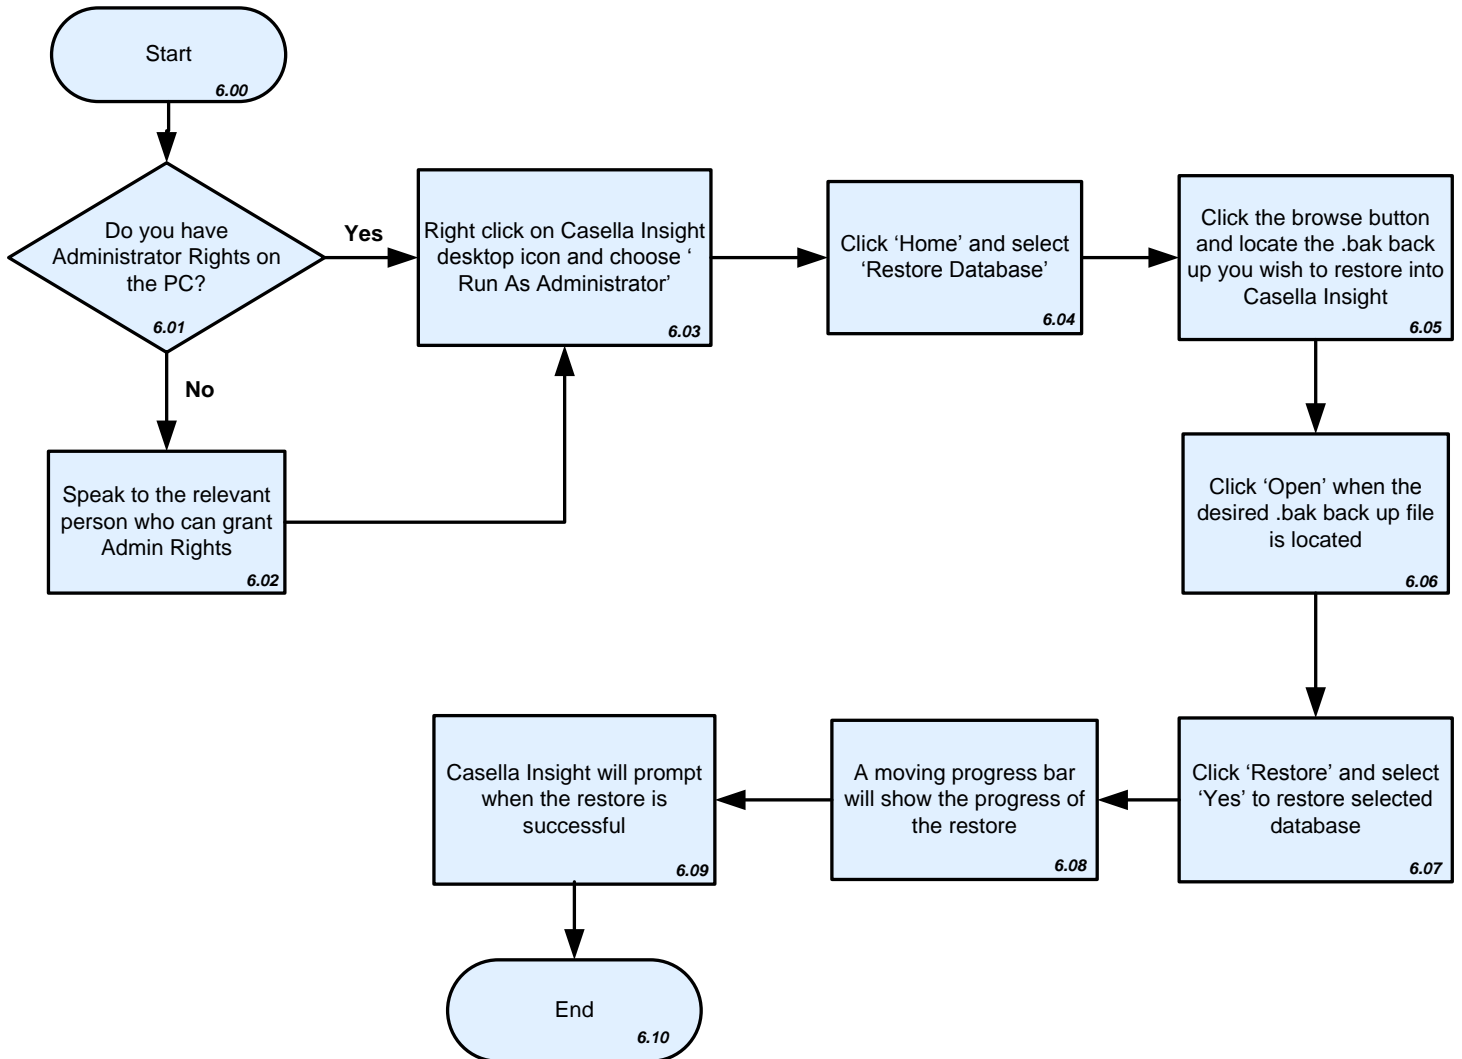 Start
6.00
Do you have
Administrator Rights on
the PC?
6.01
Yes
No
Speak to the relevant
person who can grant
Admin Rights
6.02
Right click on Casella Insight
desktop icon and choose ‘
Run As Administrator’
6.03
Click ‘Home’ and select
‘Restore Database’
6.04
Click the browse button
and locate the .bak back
up you wish to restore into
Casella Insight
6.05
Click ‘Open’ when the
desired .bak back up file
is located
6.06
Click ‘Restore’ and select
‘Yes’ to restore selected
database
6.07
A moving progress bar
will show the progress of
the restore
6.08
Casella Insight will prompt
when the restore is
successful
6.09
End
6.10